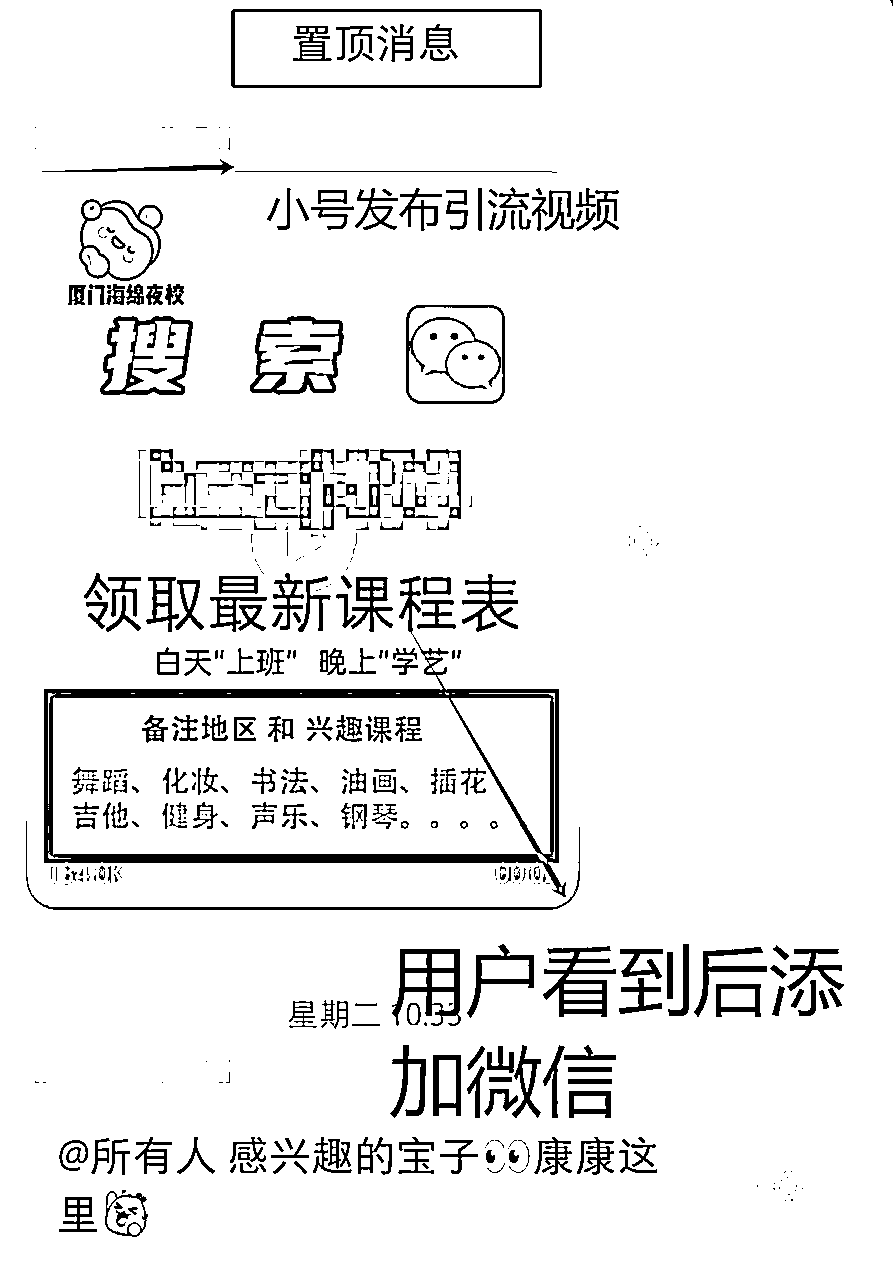 置顶消息
小号发布引流视频
厦门海绵夜校
搜索
领取最新课程表
白天“上班” 晚上“学艺”
备注地区 和 兴趣课程
舞蹈、化妆、书法、油画、插花
吉他、健身、声乐、钢琴。。。。
用户看到后添
星期二 10:33
加微信
@所有人 感兴趣的宝子👀康康这
里